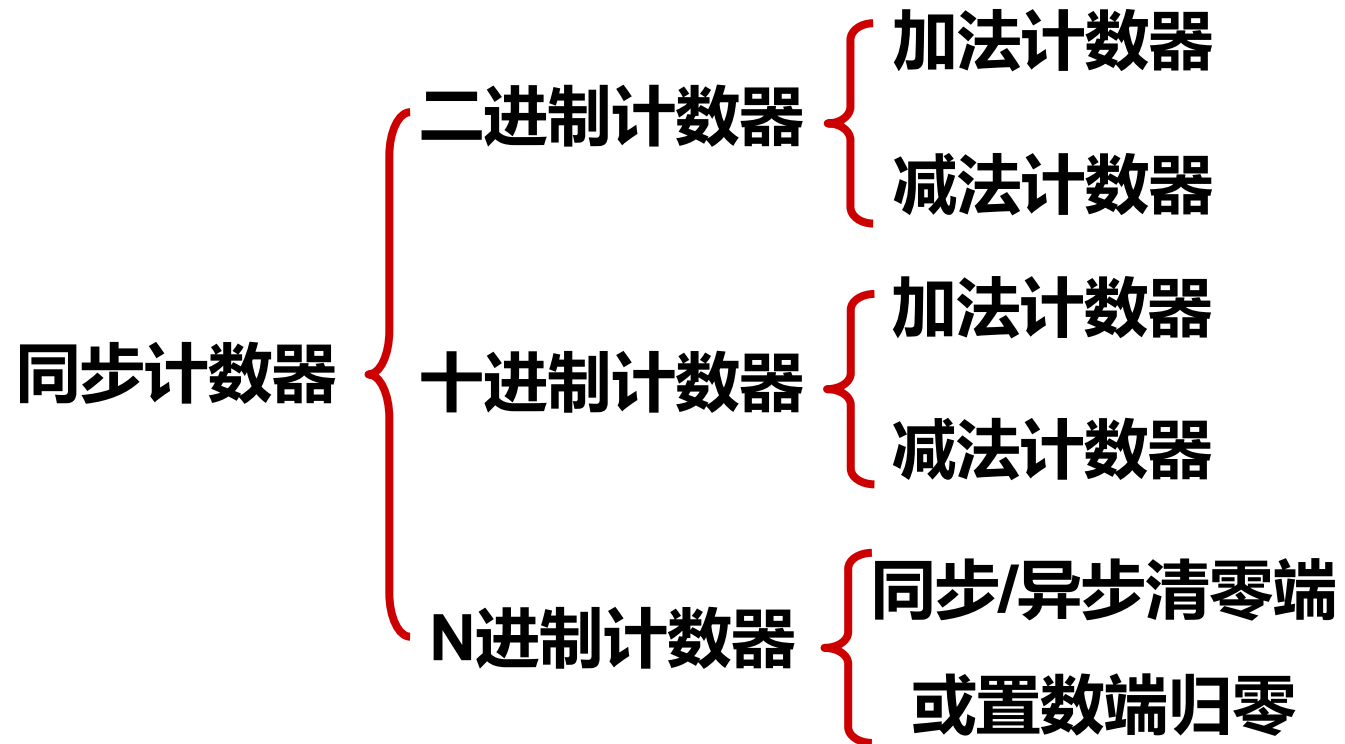 同步计数器
二进制计数器
加法计数器
减法计数器
十进制计数器
加法计数器
减法计数器
N进制计数器
同步/异步清零端
或置数端归零